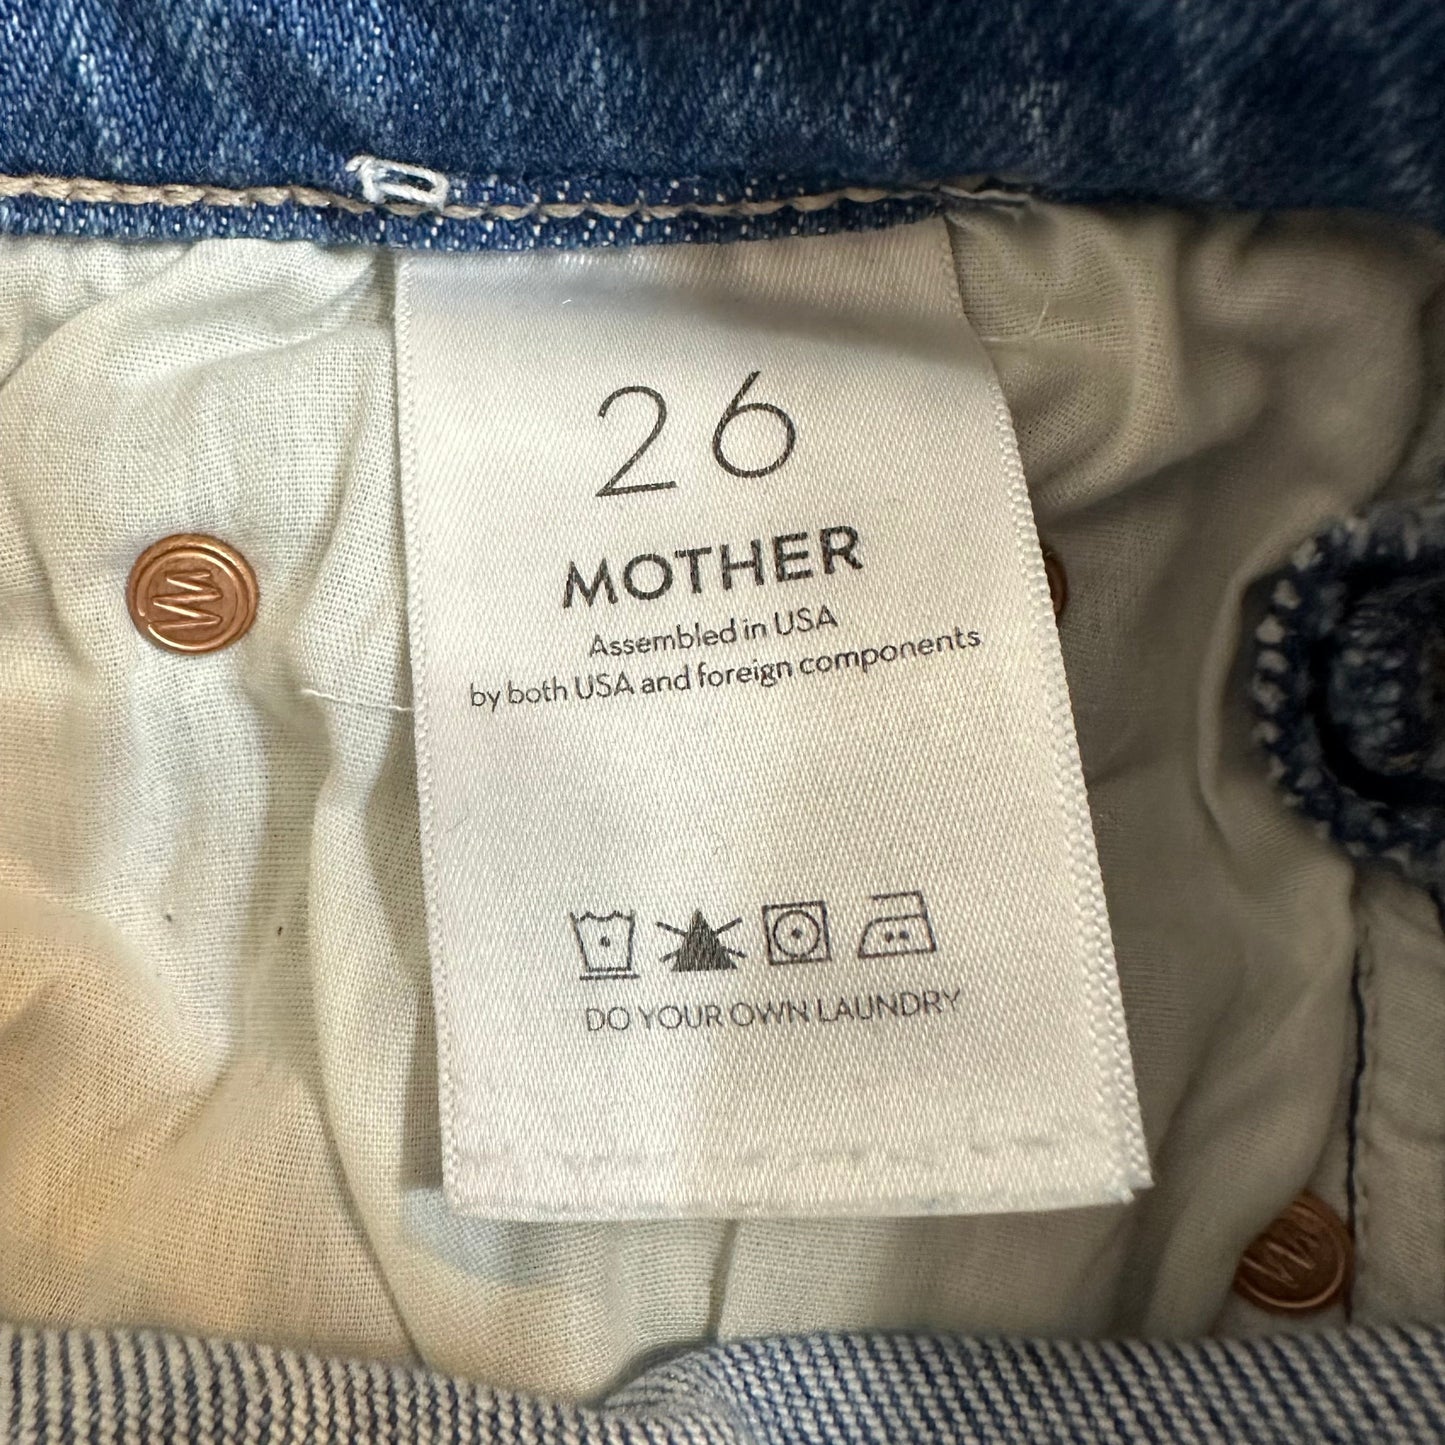 26
MOTHER
Assembled in USA
by both USA and foreign components
DO YOUR OWN LAUNDRY